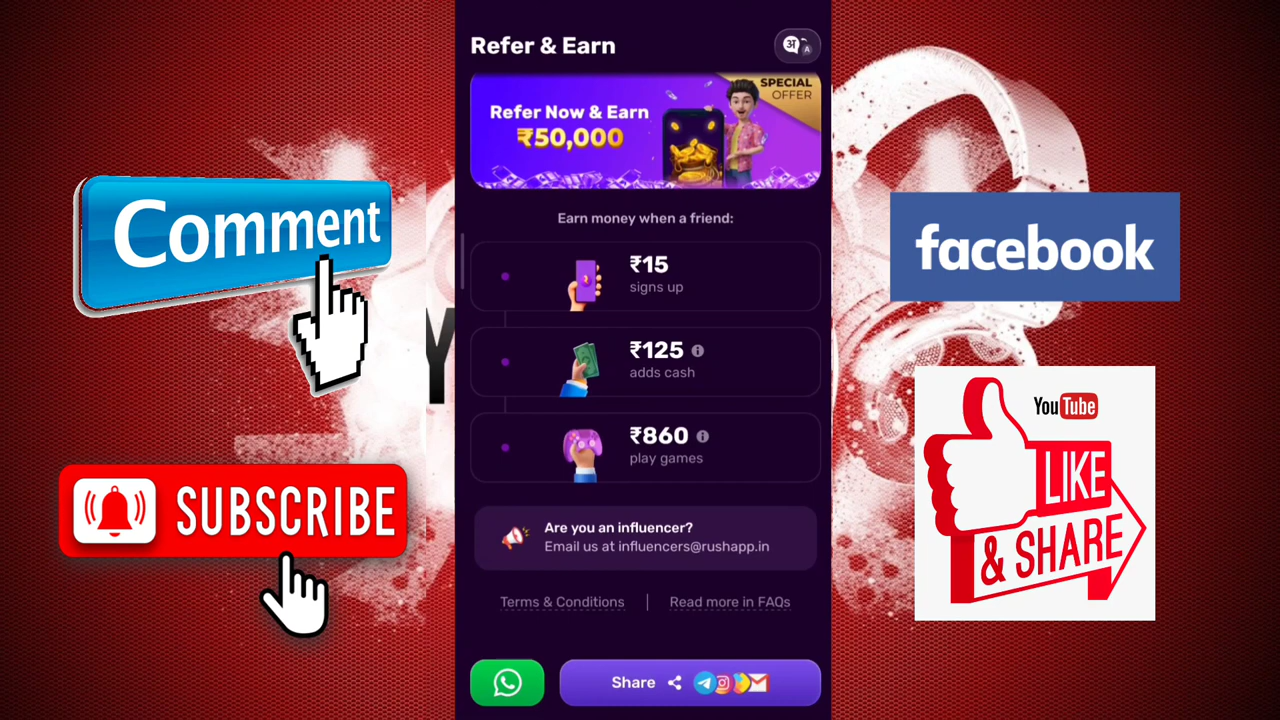 Refer & Earn
अ A
SPECIAL
OFFER
Refer Now & Earn
₹50,000
Earn money when a friend:
₹15
signs up
₹125
adds cash
₹860
play games
Are you an influencer?
Email us at influencers@rushapp.in
Terms & Conditions | Read more in FAQs
Share
Comment
SUBSCRIBE
facebook
YouTube
LIKE
& SHARE